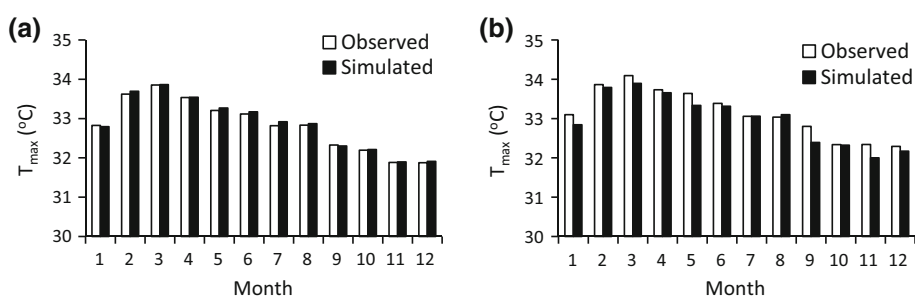 (a)
35
34
33
32
31
30
Tmax (oC)
Observed
Simulated
1 2 3 4 5 6 7 8 9 10 11 12
Month
(b)
35
34
33
32
31
30
Tmax (oC)
Observed
Simulated
1 2 3 4 5 6 7 8 9 10 11 12
Month